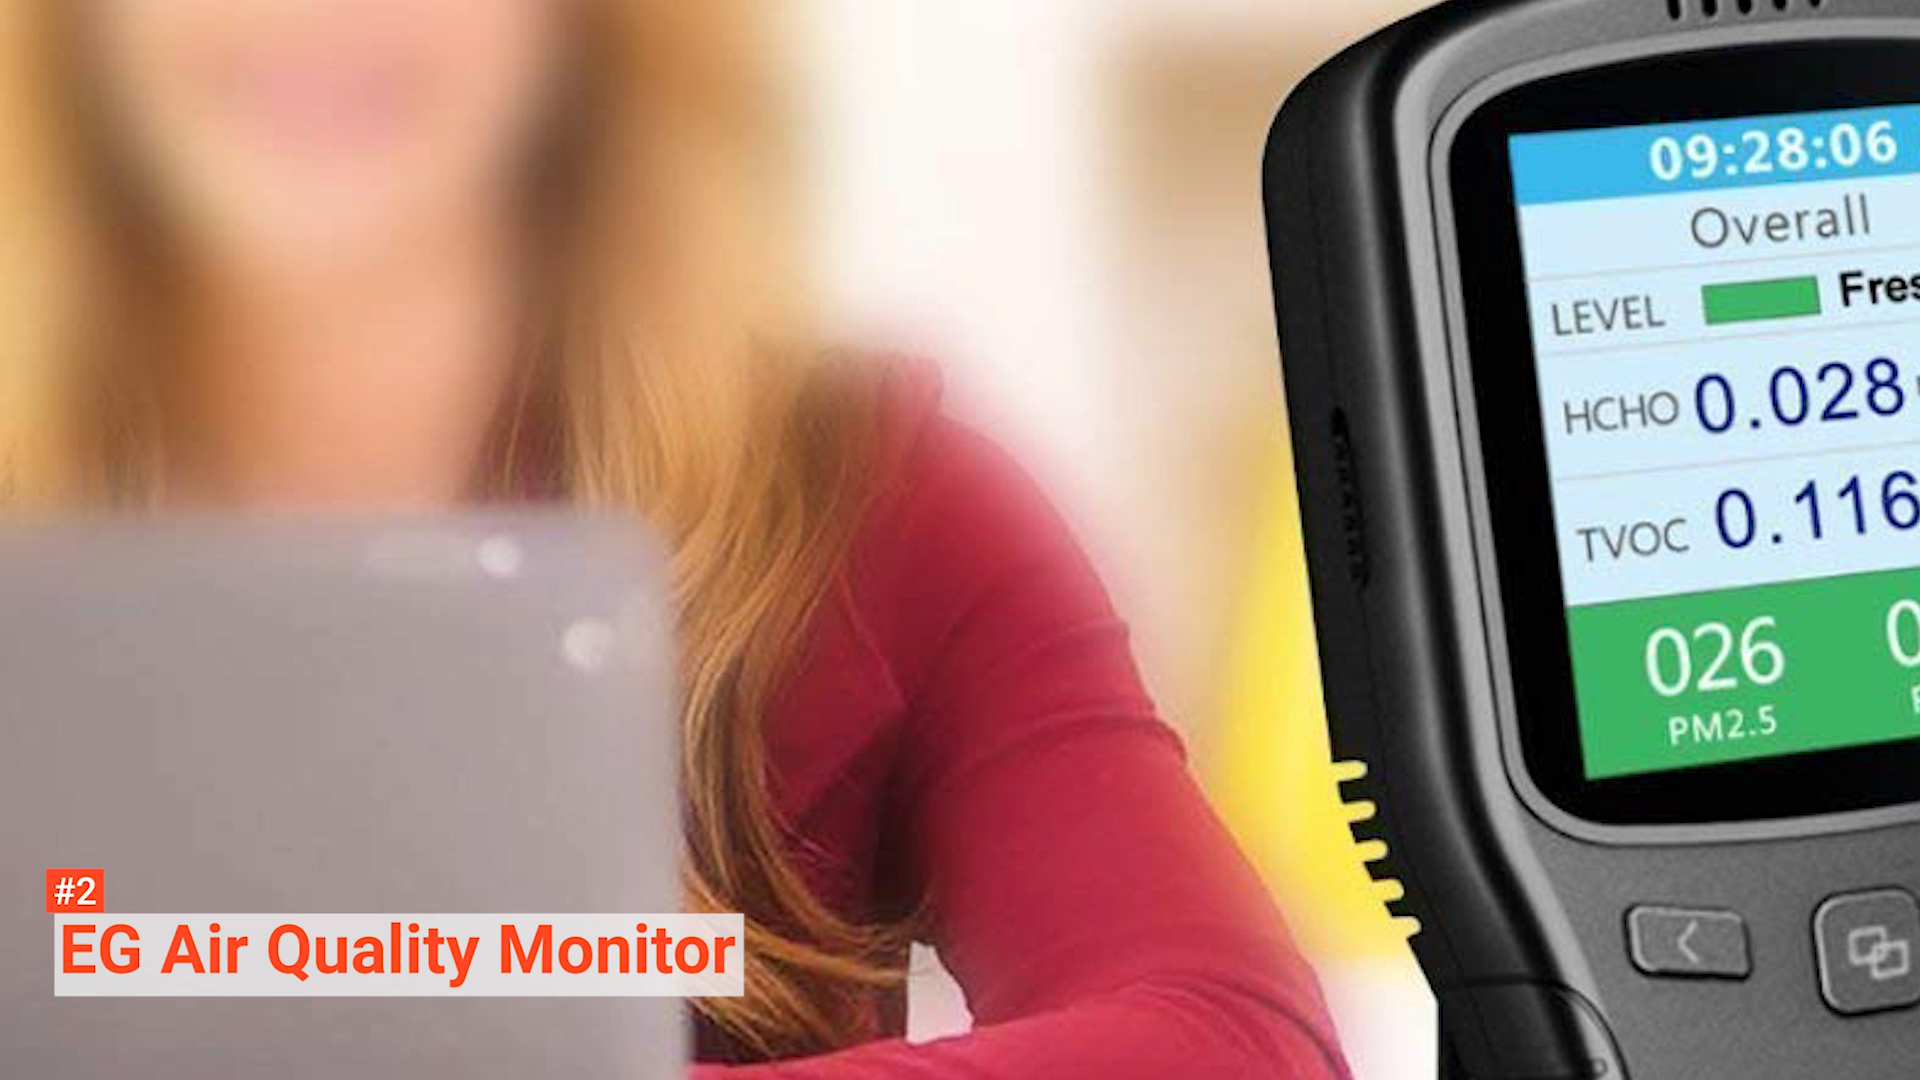 09:28:06
Overall
LEVEL
HCHO 0.028
TVOC 0.116
026
PM2.5
#2
EG Air Quality Monitor